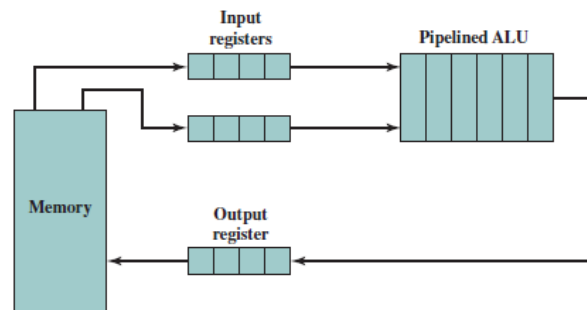 Input
registers
Pipelined ALU
Memory
Output
register